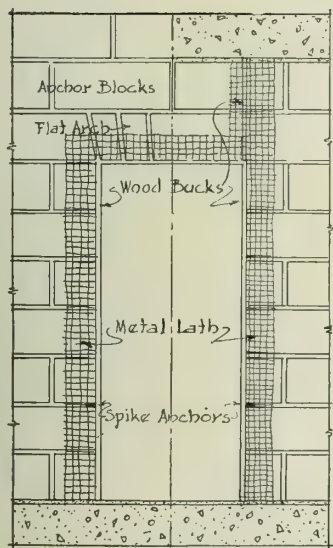 Anchor Blocks
Flat Arch
Wood Bucks
Metal Lath
Spike Anchors